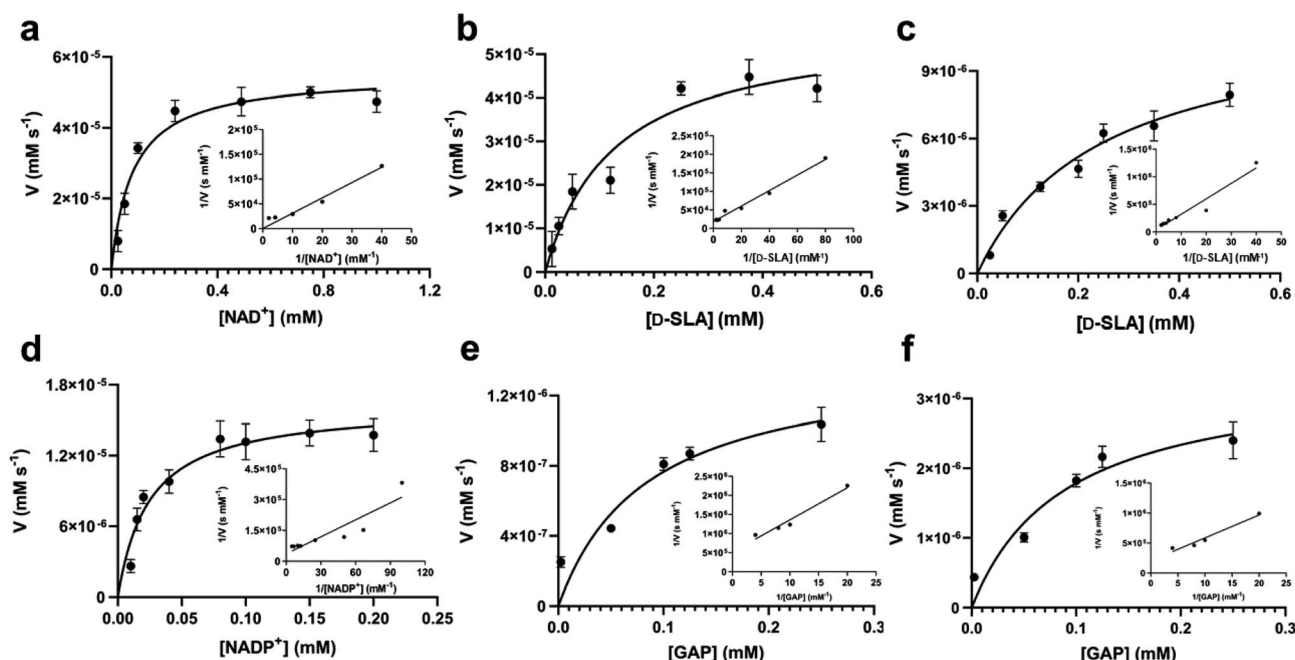 a
6×10⁻⁵
4×10⁻⁵
2×10⁻⁵
0
V (mM s⁻¹)
0.0 0.4 0.8 1.2
[NAD⁺] (mM)
2×10⁵
1×10⁵
1×10⁵
5×10⁴
0
1/V (s mM⁻¹)
0 10 20 30 40 50
1/[NAD⁺] (mM⁻¹)
b
5×10⁻⁵
4×10⁻⁵
3×10⁻⁵
2×10⁻⁵
1×10⁻⁵
0
V (mM s⁻¹)
0.0 0.2 0.4 0.6
[D-SLA] (mM)
2×10⁵
2×10⁵
1×10⁵
5×10⁴
0
1/V (s mM⁻¹)
0 20 40 60 80 100
1/[D-SLA] (mM⁻¹)
c
9×10⁻⁶
6×10⁻⁶
3×10⁻⁶
0
V (mM s⁻¹)
0.0 0.2 0.4 0.6
[D-SLA] (mM)
1×10⁶
1×10⁶
1×10⁵
5×10⁵
0
1/V (s mM⁻¹)
0 10 20 30 40 50
1/[D-SLA] (mM⁻¹)
d
1.8×10⁻⁵
1.2×10⁻⁵
6×10⁻⁶
0
V (mM s⁻¹)
0.00 0.05 0.10 0.15 0.20 0.25
[NADP⁺] (mM)
4.5×10⁵
3×10⁵
1×10⁵
0
1/V (s mM⁻¹)
0 30 60 90 120
1/[NADP⁺] (mM⁻¹)
e
1.2×10⁻⁶
8×10⁻⁷
4×10⁻⁷
0
V (mM s⁻¹)
0.0 0.1 0.2 0.3
[GAP] (mM)
2×10⁶
2×10⁶
1×10⁶
5×10⁵
0
1/V (s mM⁻¹)
0 5 10 15 20 25
1/[GAP] (mM⁻¹)
f
3×10⁻⁶
2×10⁻⁶
1×10⁻⁶
0
V (mM s⁻¹)
0.0 0.1 0.2 0.3
[GAP] (mM)
1×10⁶
1×10⁶
5×10⁵
0
1/V (s mM⁻¹)
0 5 10 15 20 25
1/[GAP] (mM⁻¹)